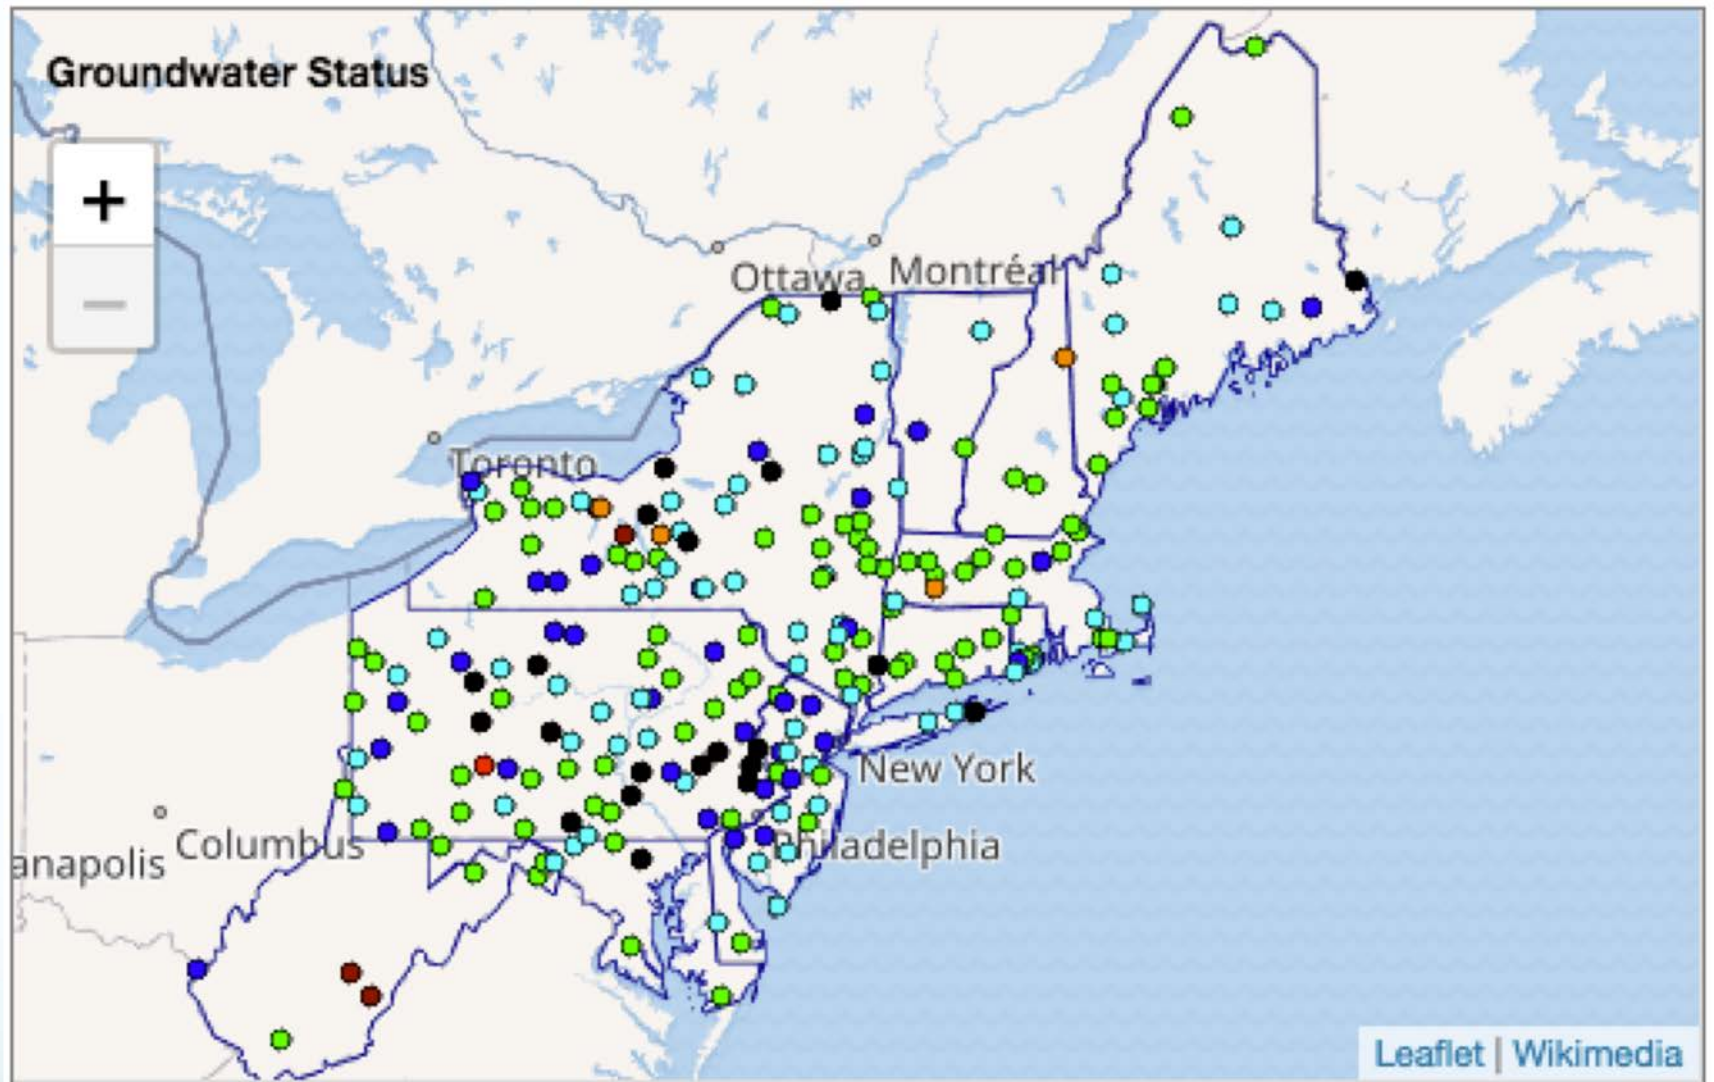 Groundwater Status
+
−
Ottawa
Montréal
Toronto
New York
Columbus
Philadelphia
anapolis
Leaflet | Wikimedia